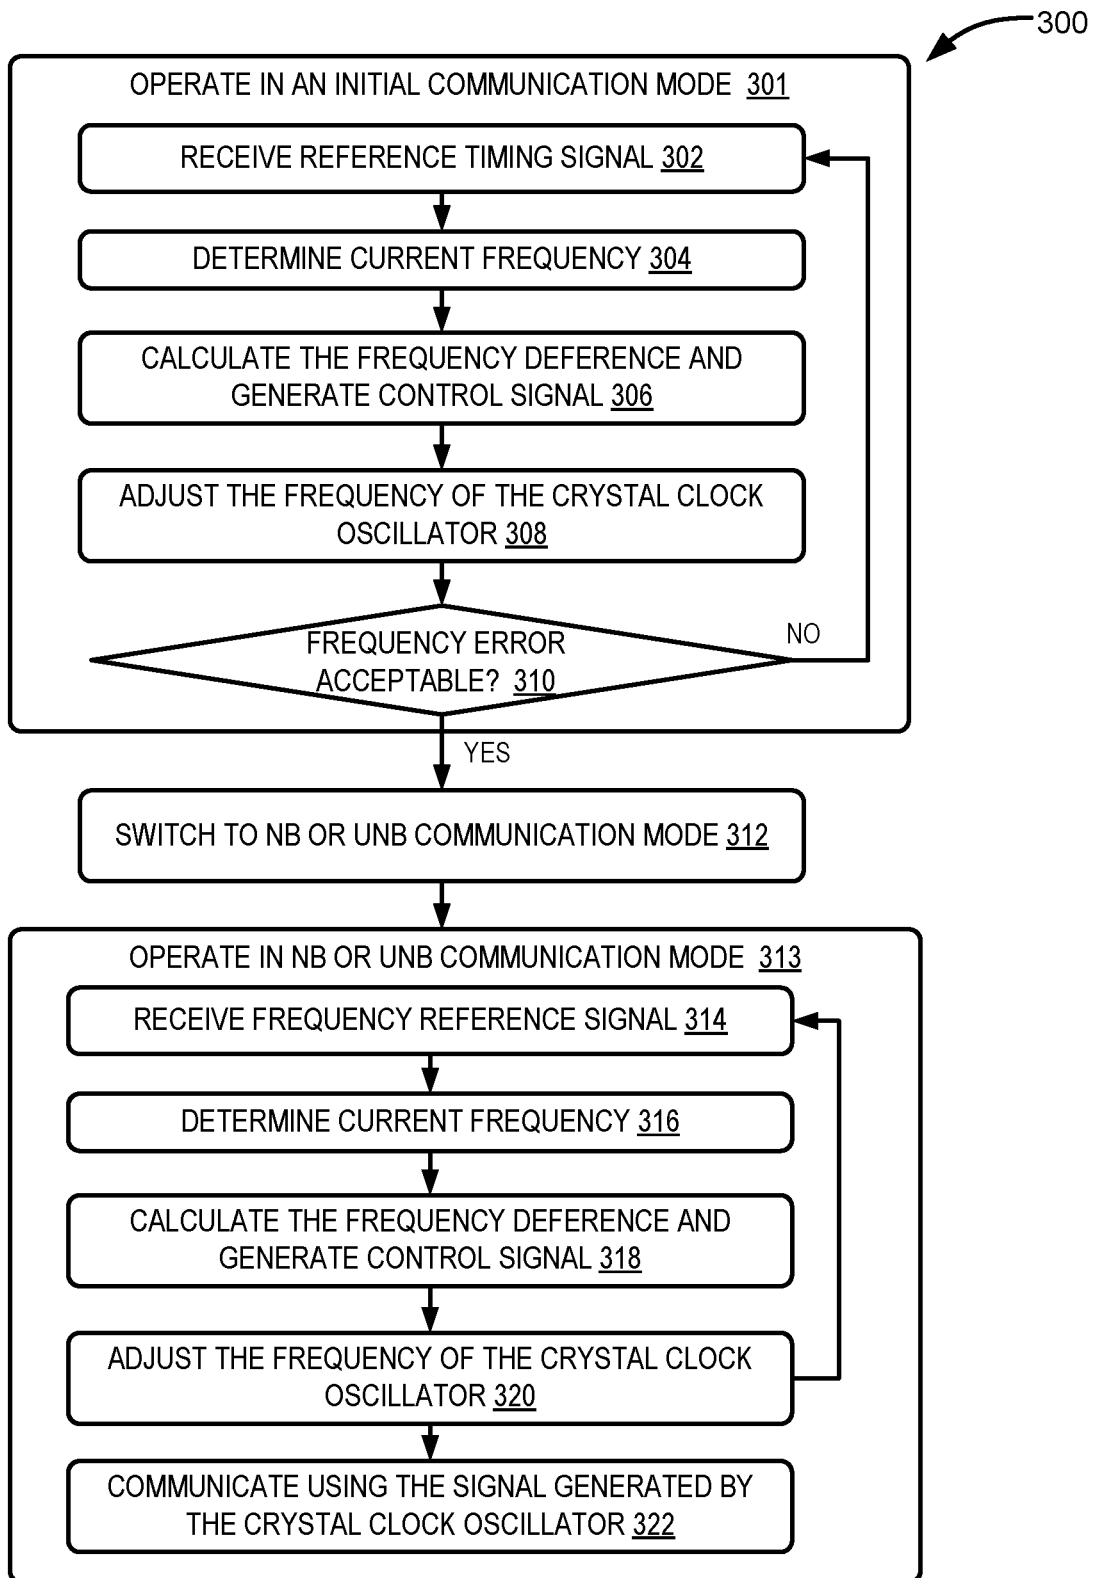 300
OPERATE IN AN INITIAL COMMUNICATION MODE 301
RECEIVE REFERENCE TIMING SIGNAL 302
DETERMINE CURRENT FREQUENCY 304
CALCULATE THE FREQUENCY DEFERENCE AND
GENERATE CONTROL SIGNAL 306
ADJUST THE FREQUENCY OF THE CRYSTAL CLOCK
OSCILLATOR 308
FREQUENCY ERROR
ACCEPTABLE? 310
NO
YES
SWITCH TO NB OR UNB COMMUNICATION MODE 312
OPERATE IN NB OR UNB COMMUNICATION MODE 313
RECEIVE FREQUENCY REFERENCE SIGNAL 314
DETERMINE CURRENT FREQUENCY 316
CALCULATE THE FREQUENCY DEFERENCE AND
GENERATE CONTROL SIGNAL 318
ADJUST THE FREQUENCY OF THE CRYSTAL CLOCK
OSCILLATOR 320
COMMUNICATE USING THE SIGNAL GENERATED BY
THE CRYSTAL CLOCK OSCILLATOR 322